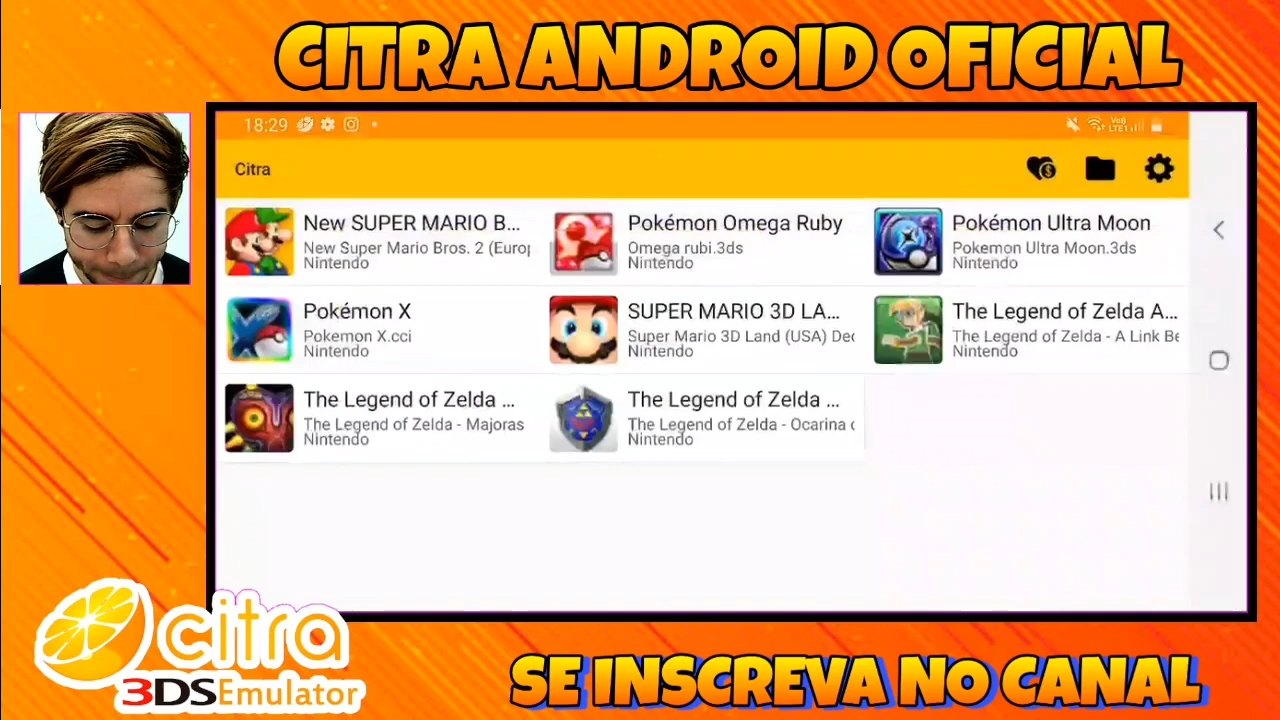 CITRA ANDROID OFICIAL
18:29
Vo8
LTE1
Citra
New SUPER MARIO B...
New Super Mario Bros. 2 (Europ
Nintendo
Pokémon Omega Ruby
Omega rubi.3ds
Nintendo
Pokémon Ultra Moon
Pokemon Ultra Moon.3ds
Nintendo
Pokémon X
Pokemon X.cci
Nintendo
SUPER MARIO 3D LA...
Super Mario 3D Land (USA) Dec
Nintendo
The Legend of Zelda A...
The Legend of Zelda - A Link Be
Nintendo
The Legend of Zelda ...
The Legend of Zelda - Majoras
Nintendo
The Legend of Zelda ...
The Legend of Zelda - Ocarina o
Nintendo
citra
3DSEmulator
SE INSCREVA NO CANAL